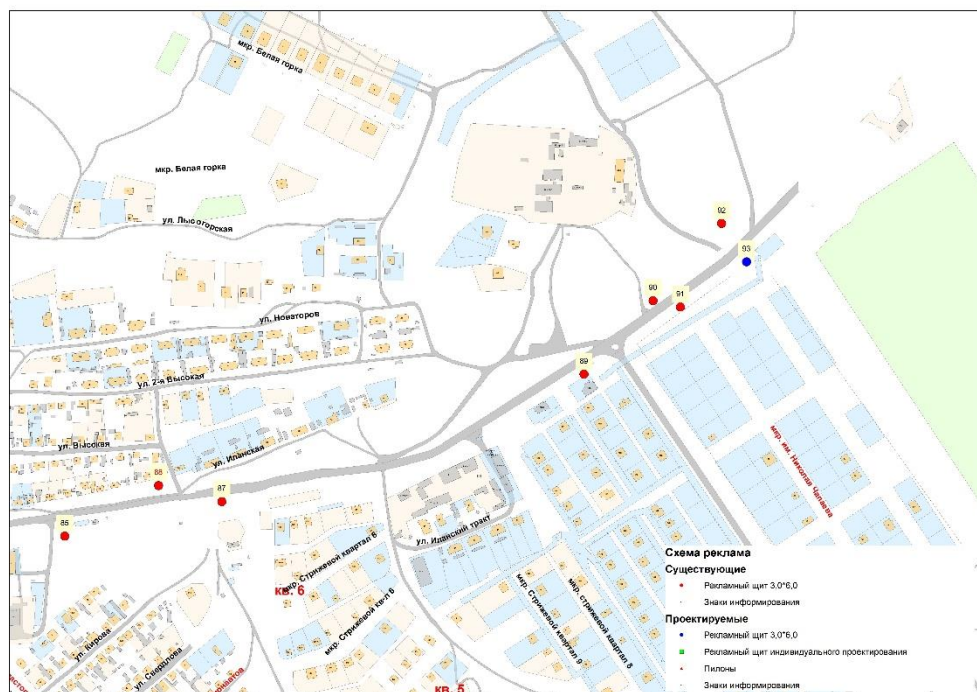 мкр. Белая горка
мкр. Белая горка
ул. Лысогорская
92
93
90
91
ул. Новаторов
89
ул. 2-я Высокая
ул. Высокая
ул. Иланская
88
87
85
мкр. им. Николая Чапаева
ул. Иланский тракт
мкр. Стрижевой квартал 6
кв. 6
мкр. Стрижевой кв-л 6
мкр. Стрижевой квартал 9
мкр. стрижевой квартал 8
ул. Кирова
ул. Свердлова
кв. 5
Схема реклама
Существующие
Рекламный щит 3,0*6,0
Знаки информирования
Проектируемые
Рекламный щит 3,0*6,0
Рекламный щит индивидуального проектирования
Пилоны
Знаки информирования